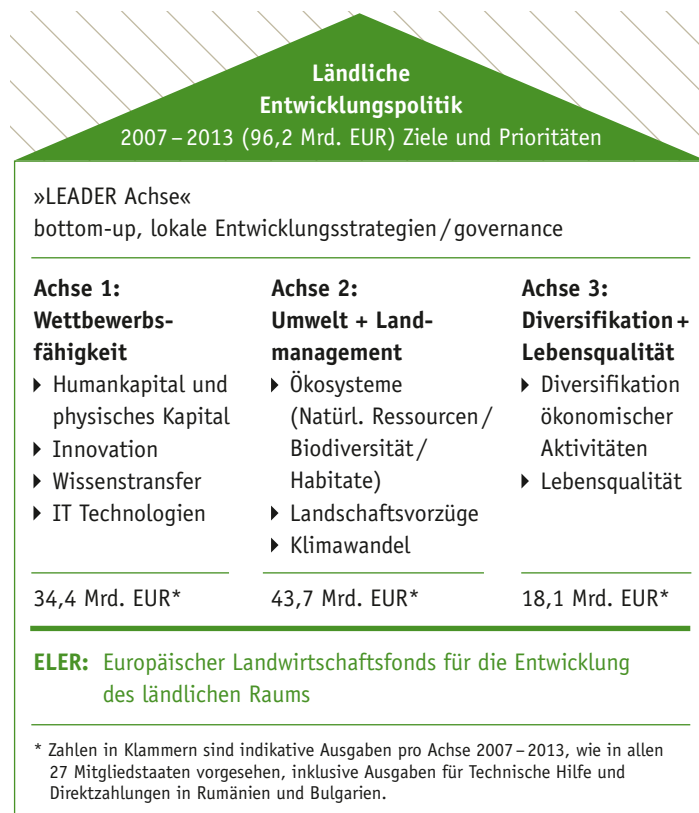 Ländliche
Entwicklungspolitik
2007 – 2013 (96,2 Mrd. EUR) Ziele und Prioritäten
»LEADER Achse«
bottom-up, lokale Entwicklungsstrategien / governance
Achse 1:
Wettbewerbs-
fähigkeit
Humankapital und
physisches Kapital
Innovation
Wissenstransfer
IT Technologien
34,4 Mrd. EUR*
Achse 2:
Umwelt + Land-
management
Ökosysteme
(Natürl. Ressourcen /
Biodiversität /
Habitate)
Landschaftsvorzüge
Klimawandel
43,7 Mrd. EUR*
Achse 3:
Diversifikation +
Lebensqualität
Diversifikation
ökonomischer
Aktivitäten
Lebensqualität
18,1 Mrd. EUR*
ELER: Europäischer Landwirtschaftsfonds für die Entwicklung
des ländlichen Raums
* Zahlen in Klammern sind indikative Ausgaben pro Achse 2007 – 2013, wie in allen
27 Mitgliedstaaten vorgesehen, inklusive Ausgaben für Technische Hilfe und
Direktzahlungen in Rumänien und Bulgarien.